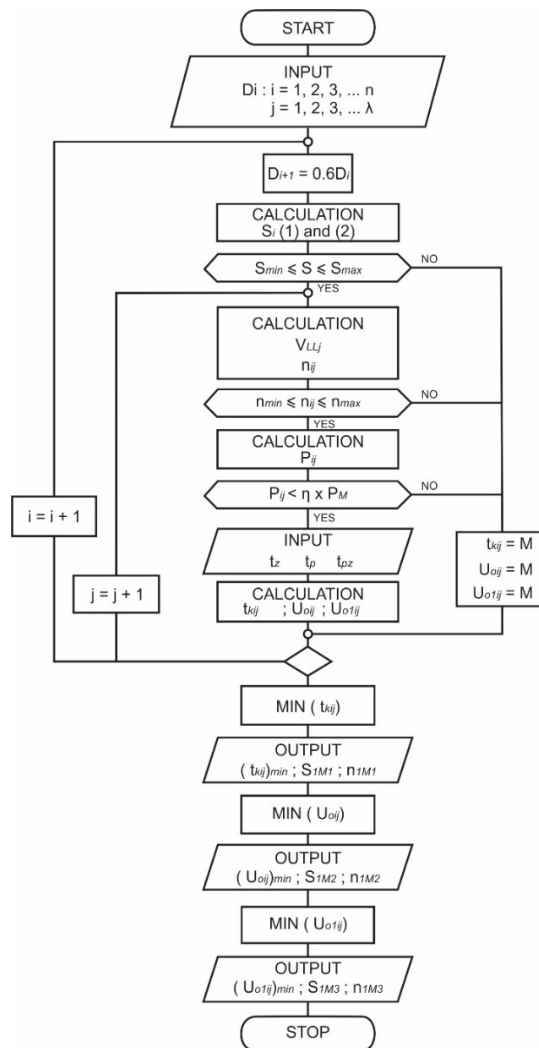 START
INPUT
Di : i = 1, 2, 3, ... n
j = 1, 2, 3, ... λ
Di+1 = 0.6Di
CALCULATION
Si (1) and (2)
Smin ⩽ S ⩽ Smax
NO
YES
CALCULATION
VLLj
nij
nmin ⩽ nij ⩽ nmax
NO
YES
CALCULATION
Pij
Pij < η x PM
NO
YES
INPUT
tz tp tpz
CALCULATION
tkij ; Uoij ; Uo1ij
i = i + 1
j = j + 1
tkij = M
Uoij = M
Uo1ij = M
MIN ( tkij)
OUTPUT
( tkij)min ; S1M1 ; n1M1
MIN ( Uoij)
OUTPUT
( Uoij)min ; S1M2 ; n1M2
MIN ( Uo1ij)
OUTPUT
( Uo1ij)min ; S1M3 ; n1M3
STOP